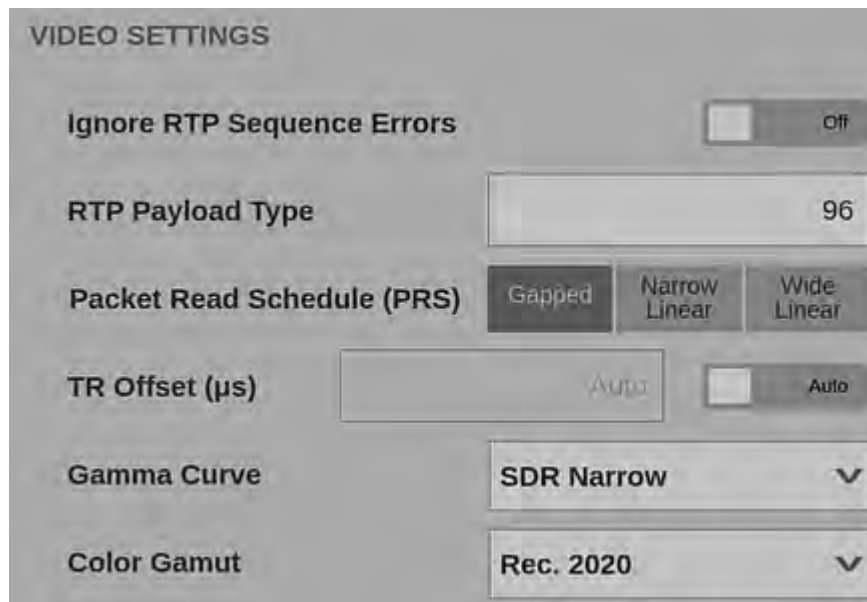 VIDEO SETTINGS
Ignore RTP Sequence Errors Off
RTP Payload Type 96
Packet Read Schedule (PRS) Gapped Narrow Linear Wide Linear
TR Offset (µs) Auto Auto
Gamma Curve SDR Narrow
Color Gamut Rec. 2020